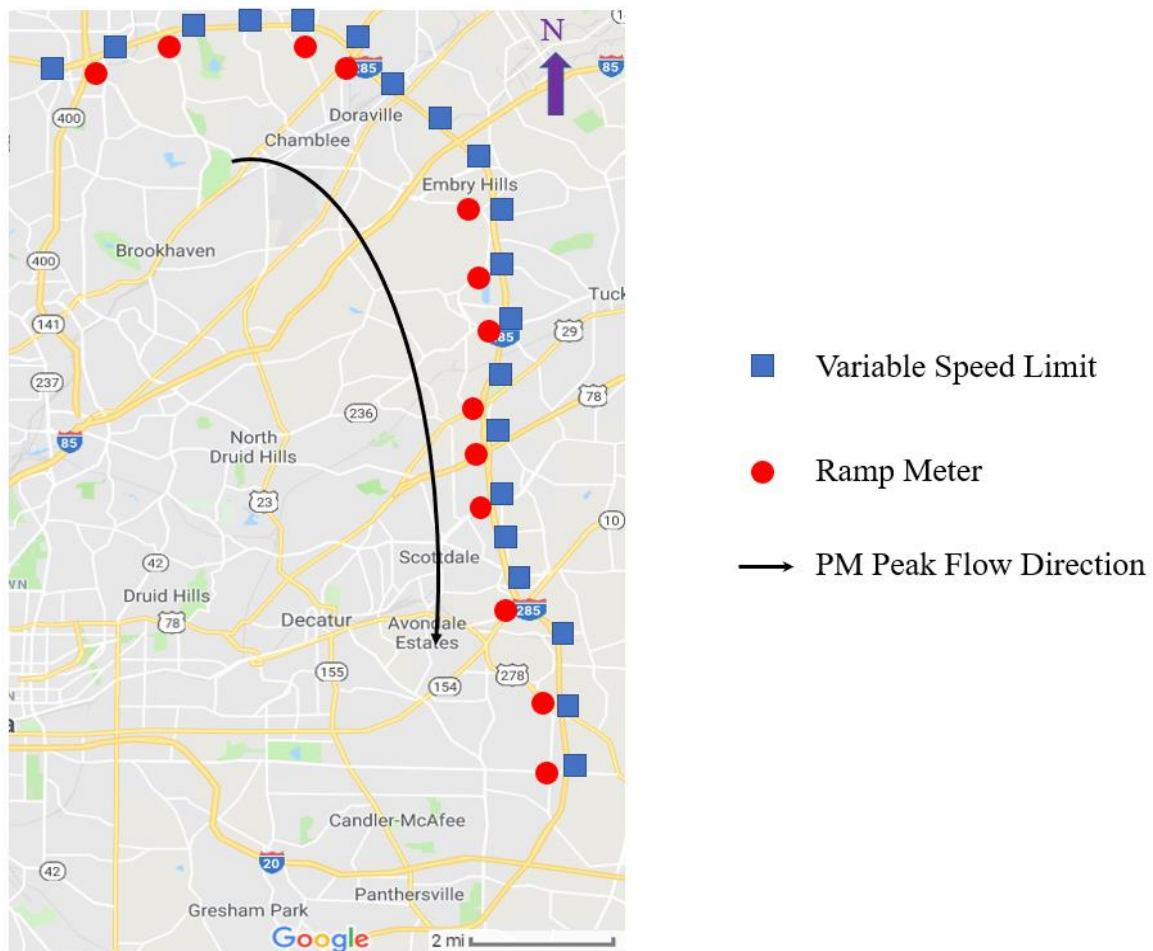 N
285
85
400
Doraville
Chamblee
Embry Hills
Brookhaven
400
Tuck
141
29
85
237
78
236
85
North
Druid Hills
23
10
Scottdale
42
WN
Druid Hills
285
78
Decatur
Avondale
Estates
155
278
154
a
Candler-McAfee
20
42
Panthersville
Gresham Park
Google
2 mi
Variable Speed Limit
Ramp Meter
PM Peak Flow Direction